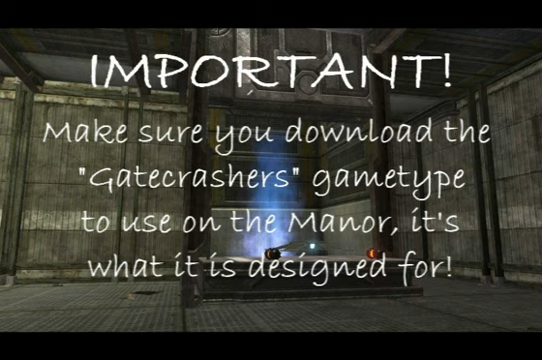 IMPORTANT!
Make sure you download the
"Gatecrashers" gametype
to use on the Manor, it's
what it is designed for!